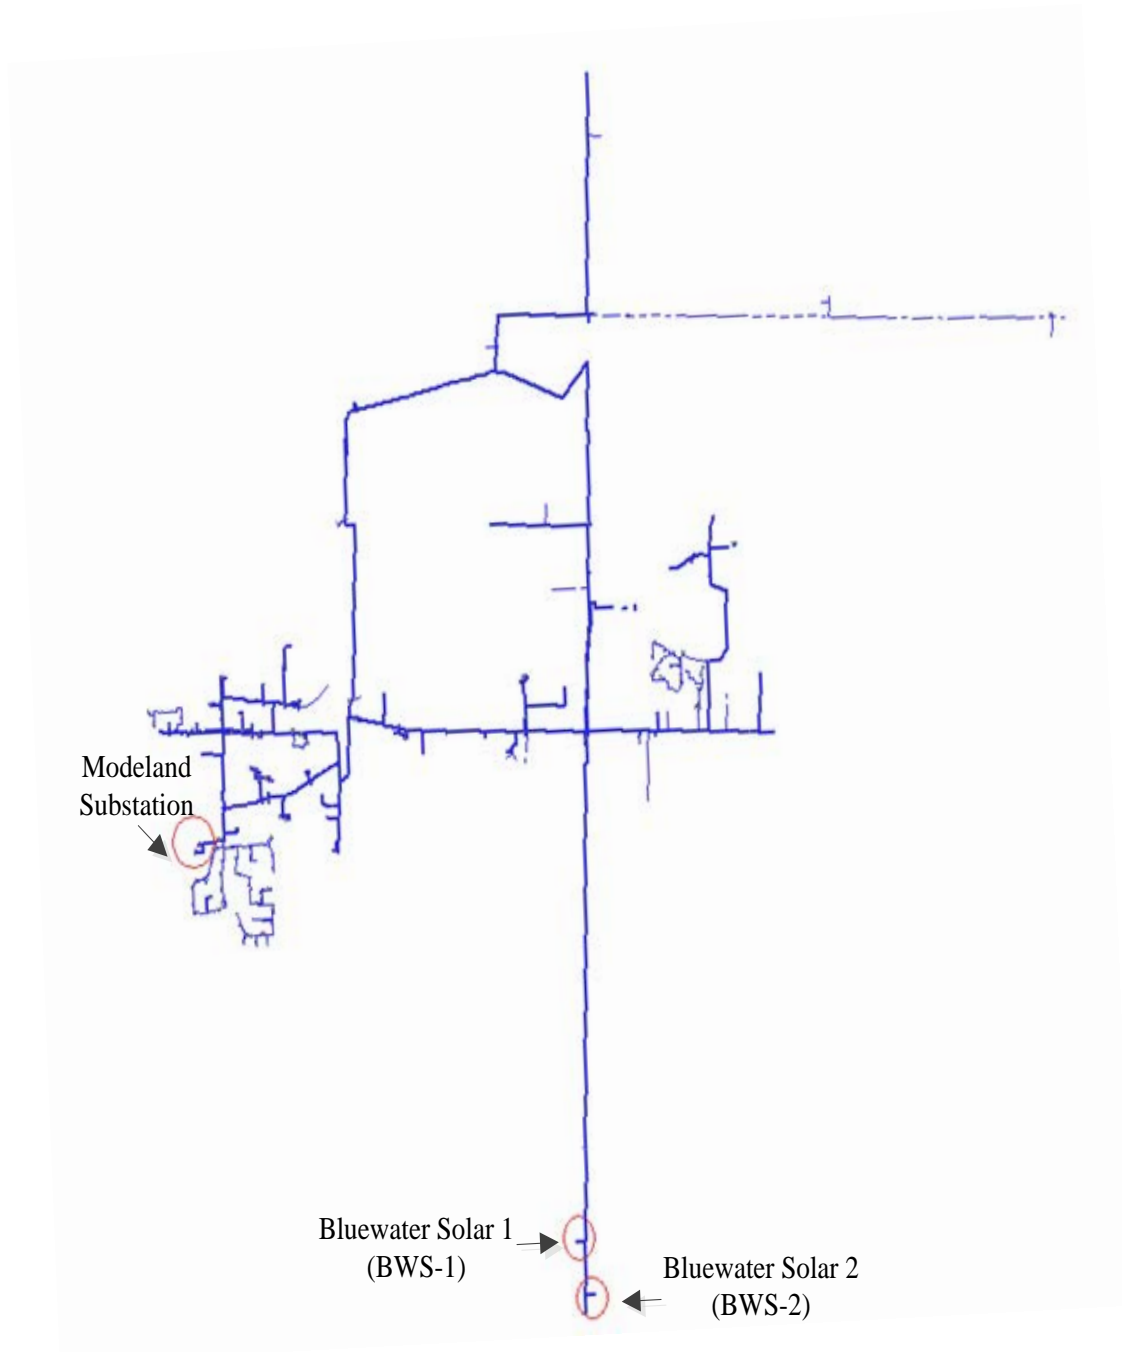 Modeland
Substation
Bluewater Solar 1
(BWS-1)
Bluewater Solar 2
(BWS-2)